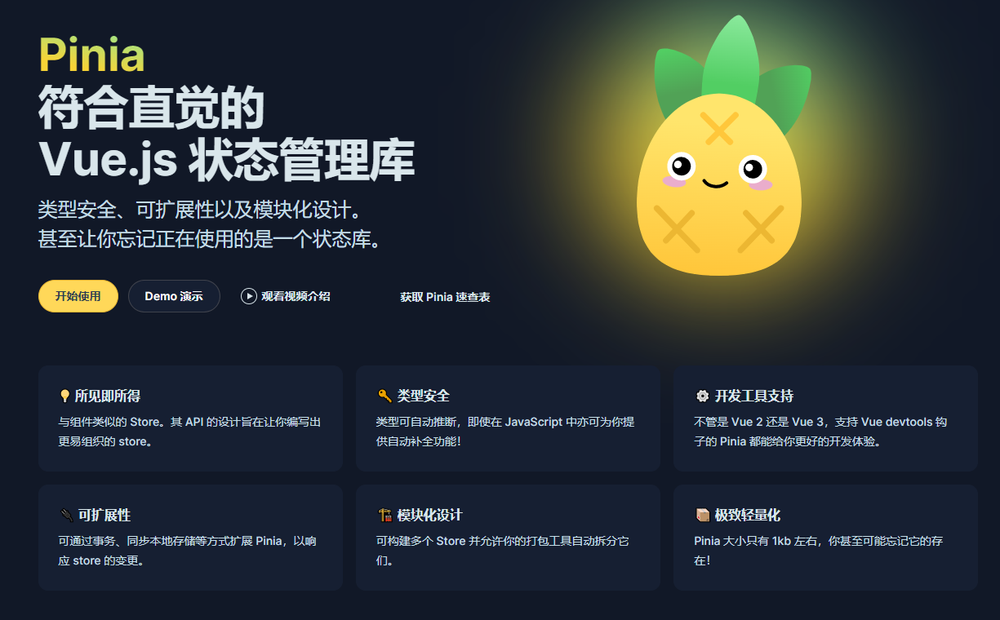 Pinia
符合直觉的
Vue.js 状态管理库
类型安全、可扩展性以及模块化设计。
甚至让你忘记正在使用的是一个状态库。
开始使用
Demo 演示
观看视频介绍
获取 Pinia 速查表
💡 所见即所得
与组件类似的 Store。其 API 的设计旨在让你编写出
更易组织的 store。
🔑 类型安全
类型可自动推断，即使在 JavaScript 中亦可为你提
供自动补全功能！
⚙️ 开发工具支持
不管是 Vue 2 还是 Vue 3，支持 Vue devtools 钩
子的 Pinia 都能给你更好的开发体验。
🔌 可扩展性
可通过事务、同步本地存储等方式扩展 Pinia，以响
应 store 的变更。
🏗 模块化设计
可构建多个 Store 并允许你的打包工具自动拆分它
们。
📦 极致轻量化
Pinia 大小只有 1kb 左右，你甚至可能忘记它的存
在！